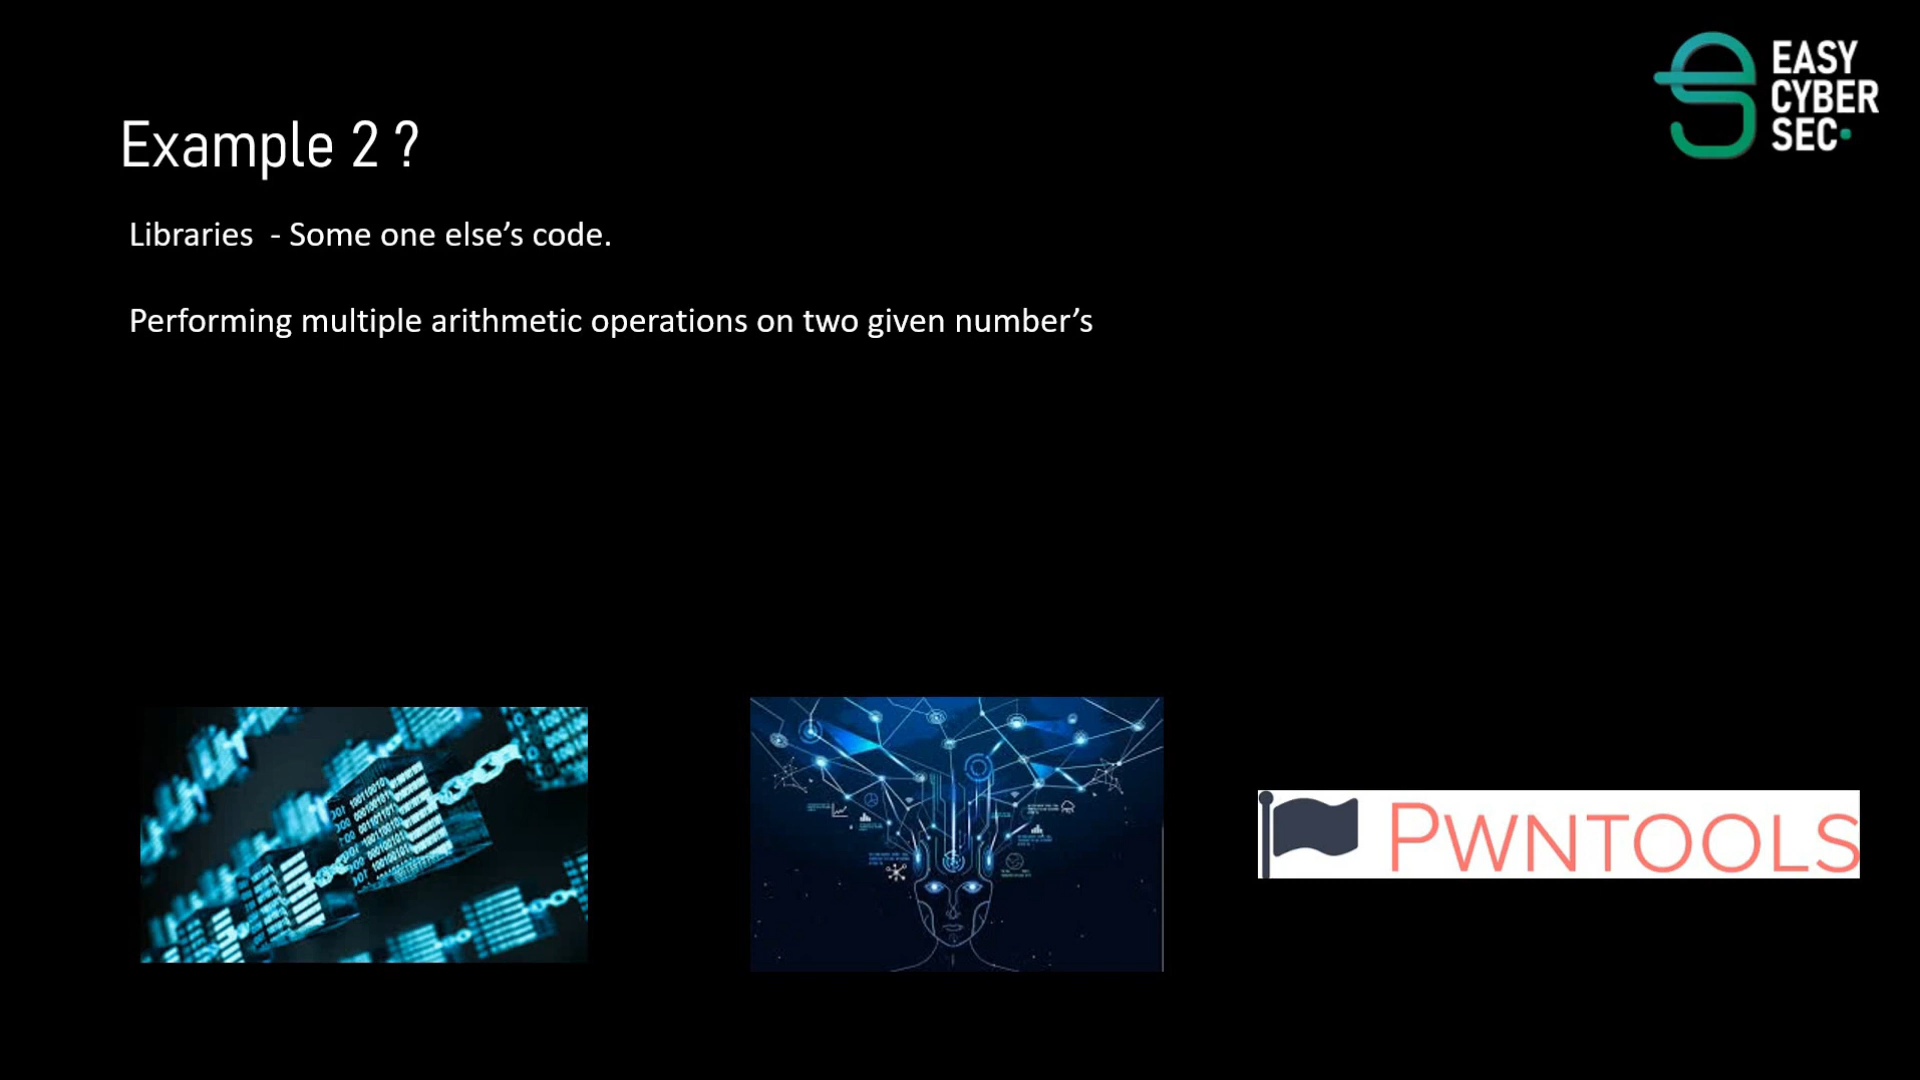 EASY
CYBER
SEC
Example 2 ?
Libraries  - Some one else’s code.
Performing multiple arithmetic operations on two given number’s
PWNTOOLS